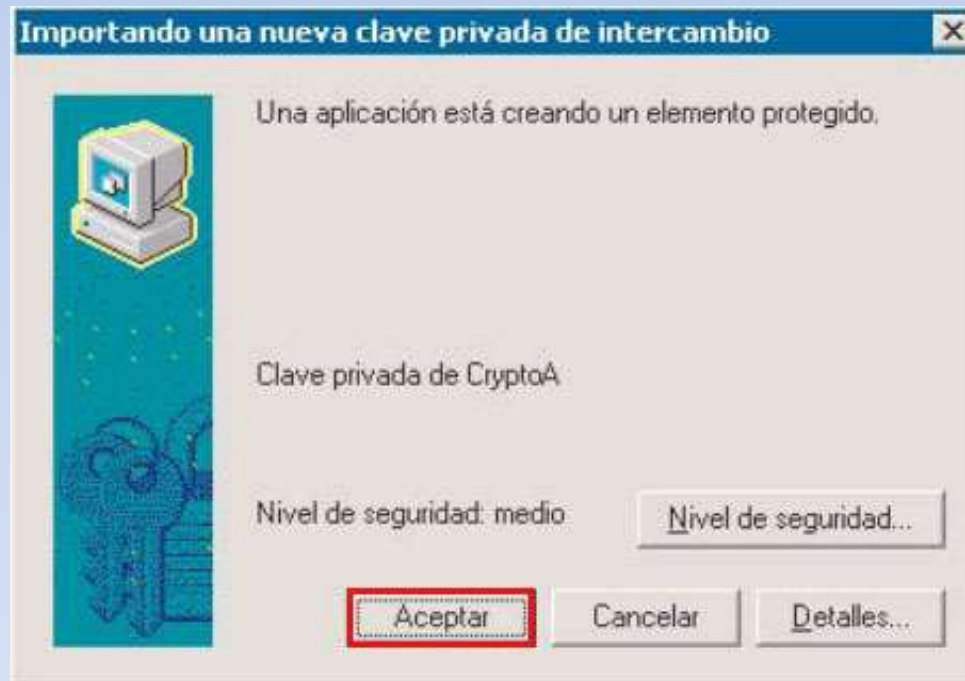 Importando una nueva clave privada de intercambio
Una aplicación está creando un elemento protegido.
Clave privada de CryptoA
Nivel de seguridad: medio
Nivel de seguridad...
Aceptar
Cancelar
Detalles...